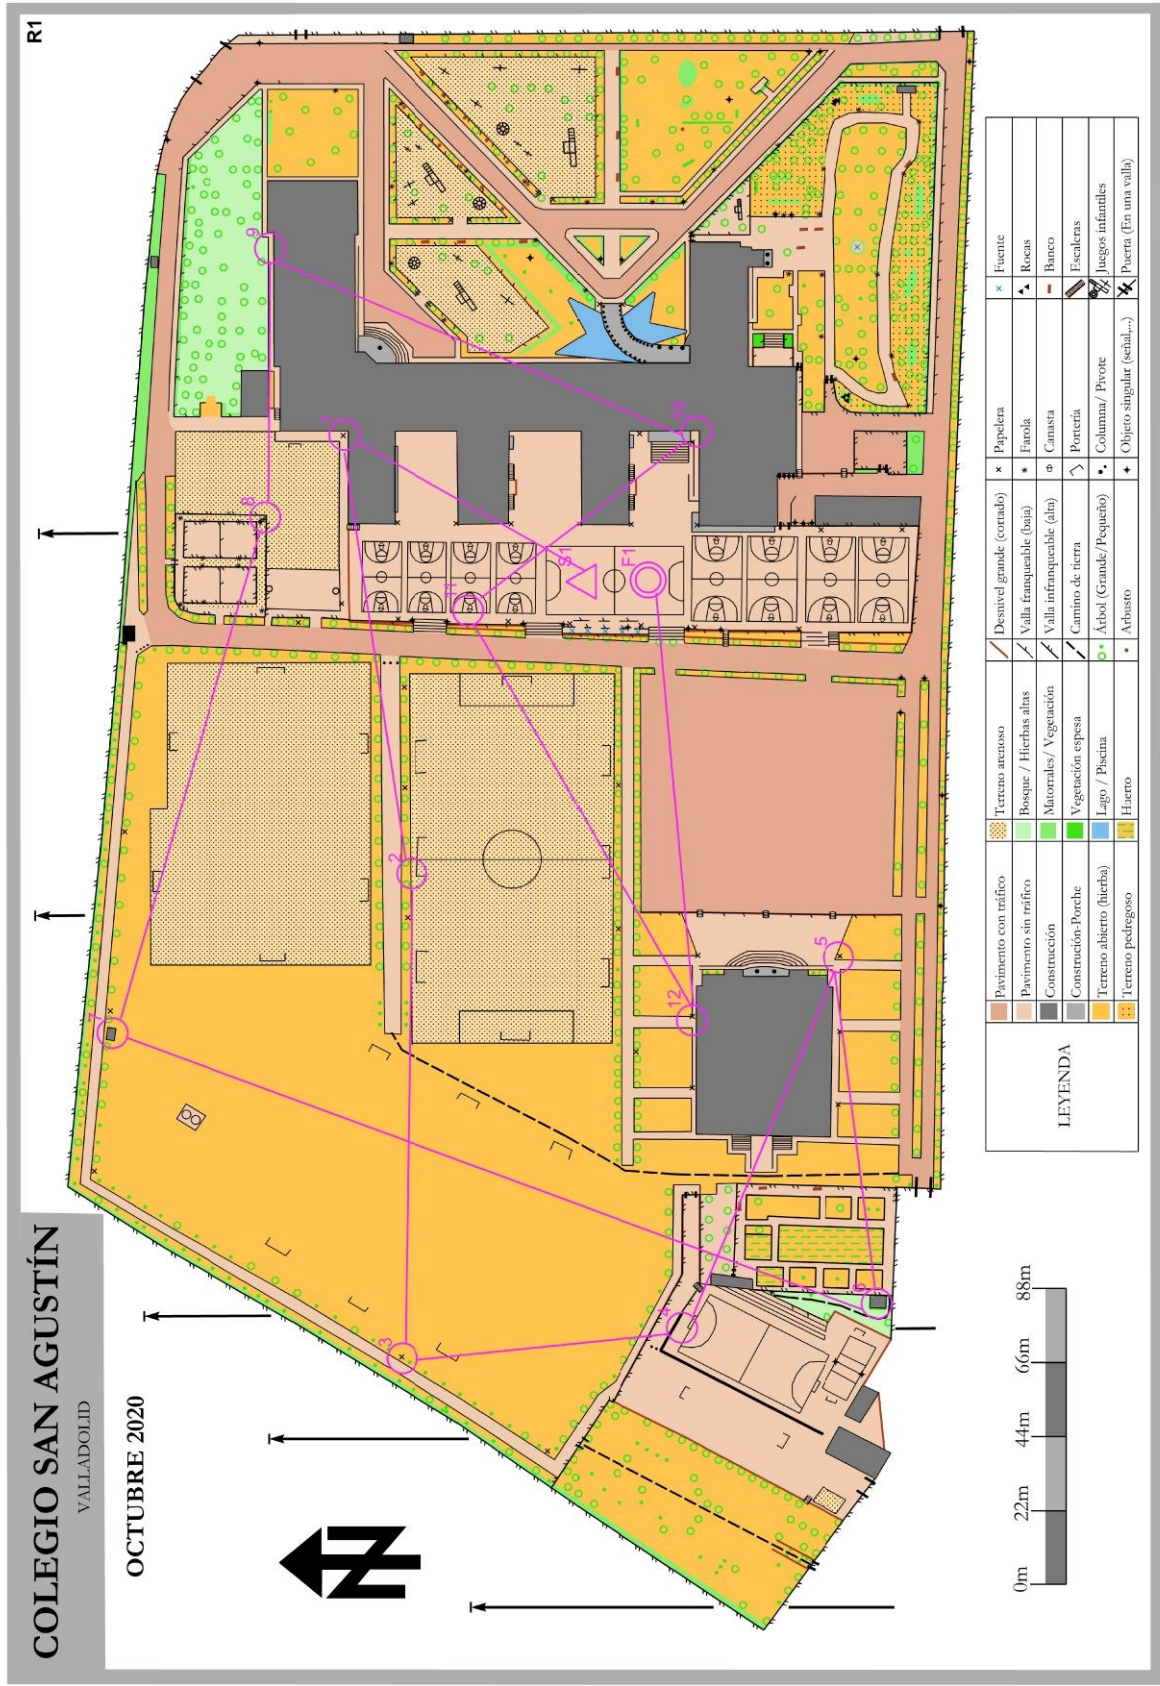 COLEGIO SAN AGUSTÍN
VALLADOLID
OCTUBRE 2020
R1
N
7
8
9
3
2
1
11
S1
F1
4
12
10
5
6
0m 22m 44m 66m 88m
LEYENDA
Pavimento con tráfico
Pavimento sin tráfico
Construcción
Construción-Porche
Terreno abierto (hierba)
Terreno pedregoso
Terreno arenoso
Bosque / Hierbas altas
Matorrales/ Vegetación
Vegetación espesa
Lago / Piscina
Huerto
Desnivel grande (cortado)
Valla franqueable (baja)
Valla infranqueable (alta)
Camino de tierra
Árbol (Grande/Pequeño)
Arbusto
Papelera
Farola
Canasta
Portería
Columna/ Pivote
Objeto singular (señal,...)
Fuente
Rocas
Banco
Escaleras
Juegos infantiles
Puerta (En una valla)